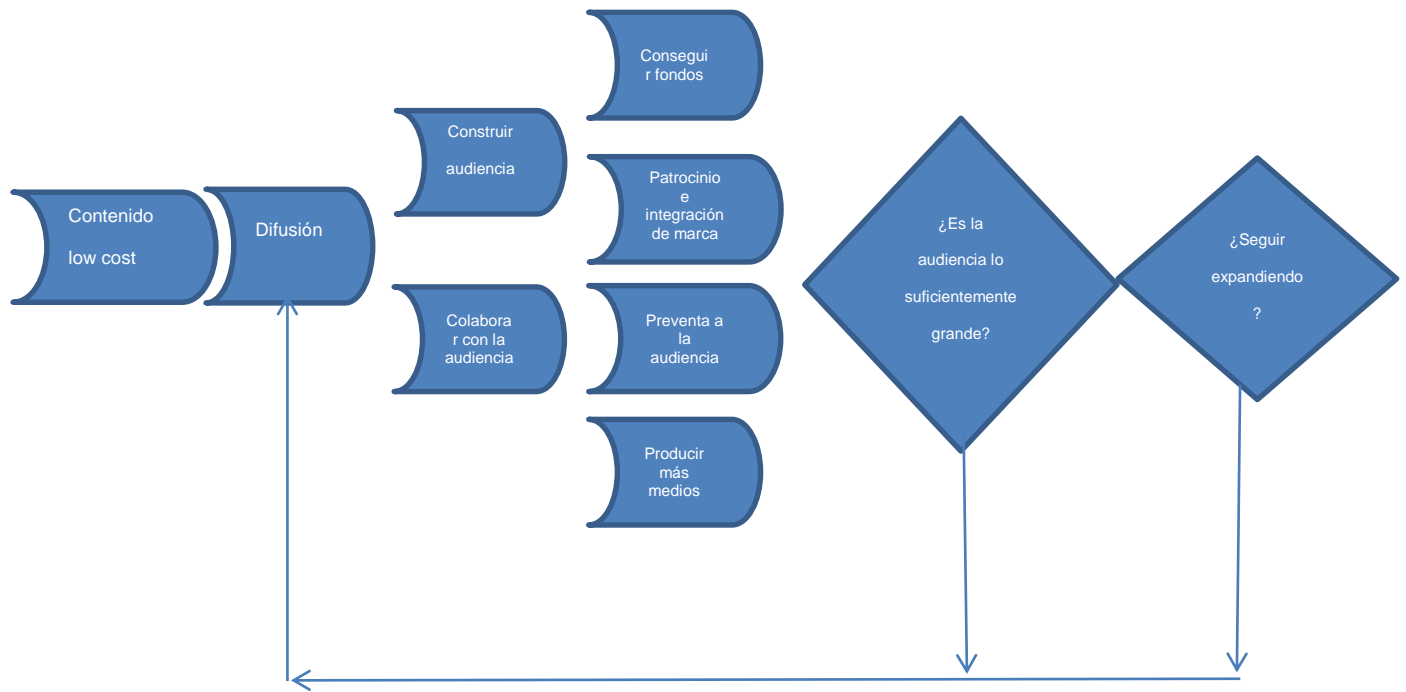 Contenido
low cost
Difusión
Construir
audiencia
Colabora
r con la
audiencia
Consegui
r fondos
Patrocinio
e
integración
de marca
Preventa a
la
audiencia
Producir
más
medios
¿Es la
audiencia lo
suficientemente
grande?
¿Seguir
expandiendo
?